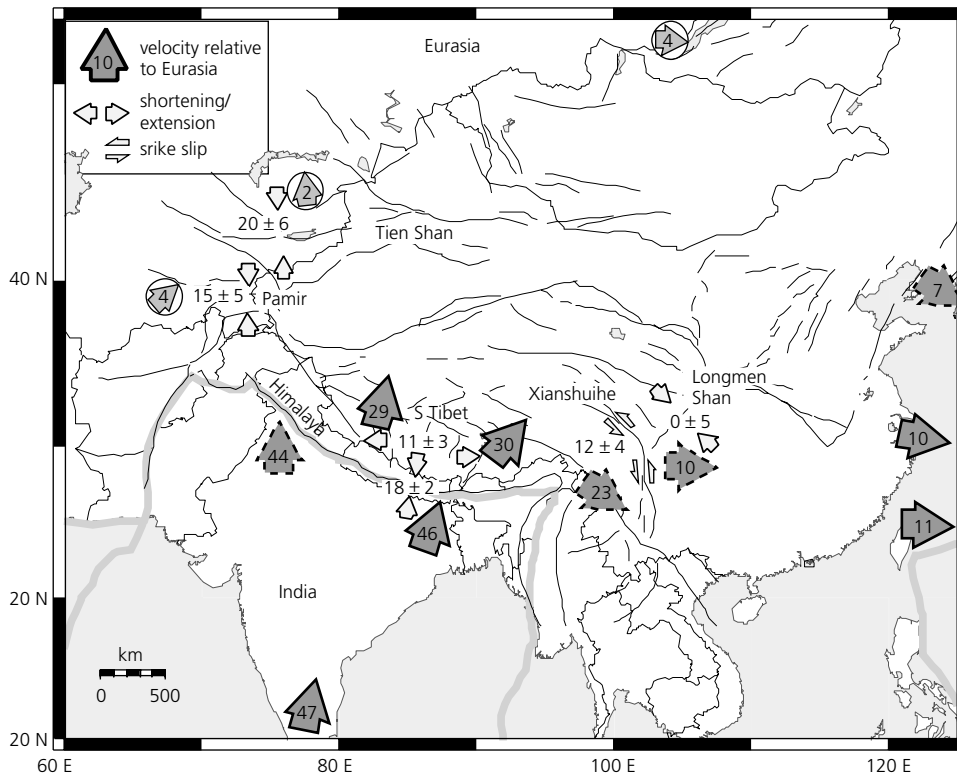 10
velocity relative
to Eurasia
shortening/
extension
srike slip
Eurasia
4
2
20 ± 6
Tien Shan
40 N
4
15 ± 5
Pamir
7
Himalaya
29
S Tibet
Xianshuihe
Longmen
Shan
0 ± 5
44
11 ± 3
30
12 ± 4
10
10
18 ± 2
23
46
11
India
20 N
km
0
500
47
20 N
60 E
80 E
100 E
120 E